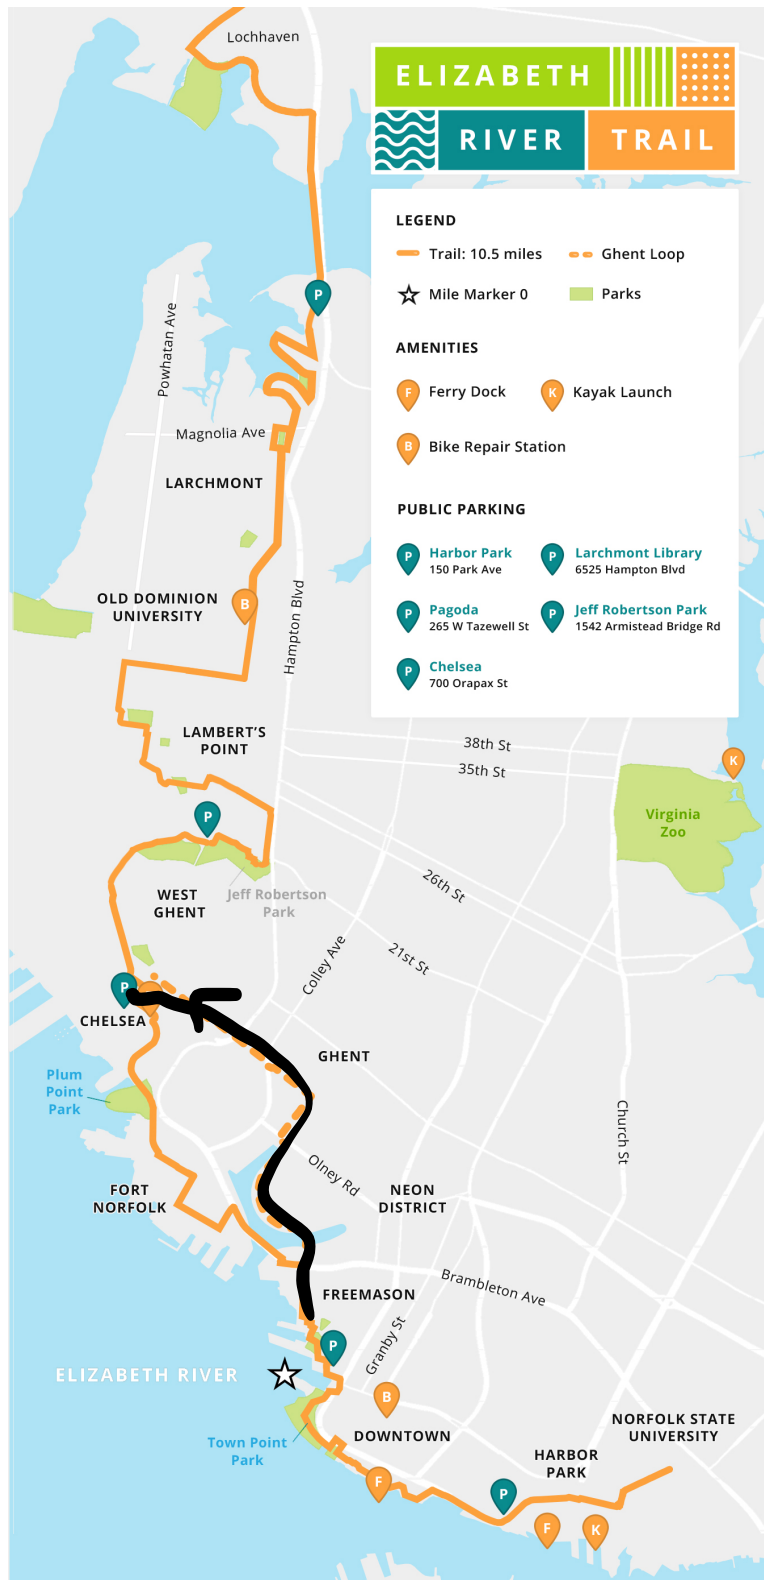 Lochhaven
ELIZABETH
RIVER TRAIL
LEGEND
Trail: 10.5 miles
Ghent Loop
Mile Marker 0
Parks
AMENITIES
F Ferry Dock
K Kayak Launch
B Bike Repair Station
PUBLIC PARKING
P Harbor Park
150 Park Ave
P Larchmont Library
6525 Hampton Blvd
P Pagoda
265 W Tazewell St
P Jeff Robertson Park
1542 Armistead Bridge Rd
P Chelsea
700 Orapax St
P
Powhatan Ave
Magnolia Ave
LARCHMONT
OLD DOMINION
UNIVERSITY
B
Hampton Blvd
LAMBERT'S
POINT
38th St
35th St
K
Virginia
Zoo
P
WEST
GHENT
Jeff Robertson
Park
26th St
21st St
Colley Ave
P
CHELSEA
GHENT
Plum
Point
Park
Church St
Olney Rd
FORT
NORFOLK
NEON
DISTRICT
Brambleton Ave
FREEMASON
Granby St
P
ELIZABETH RIVER
B
Town Point
Park
DOWNTOWN
NORFOLK STATE
UNIVERSITY
HARBOR
PARK
F
P
F
K